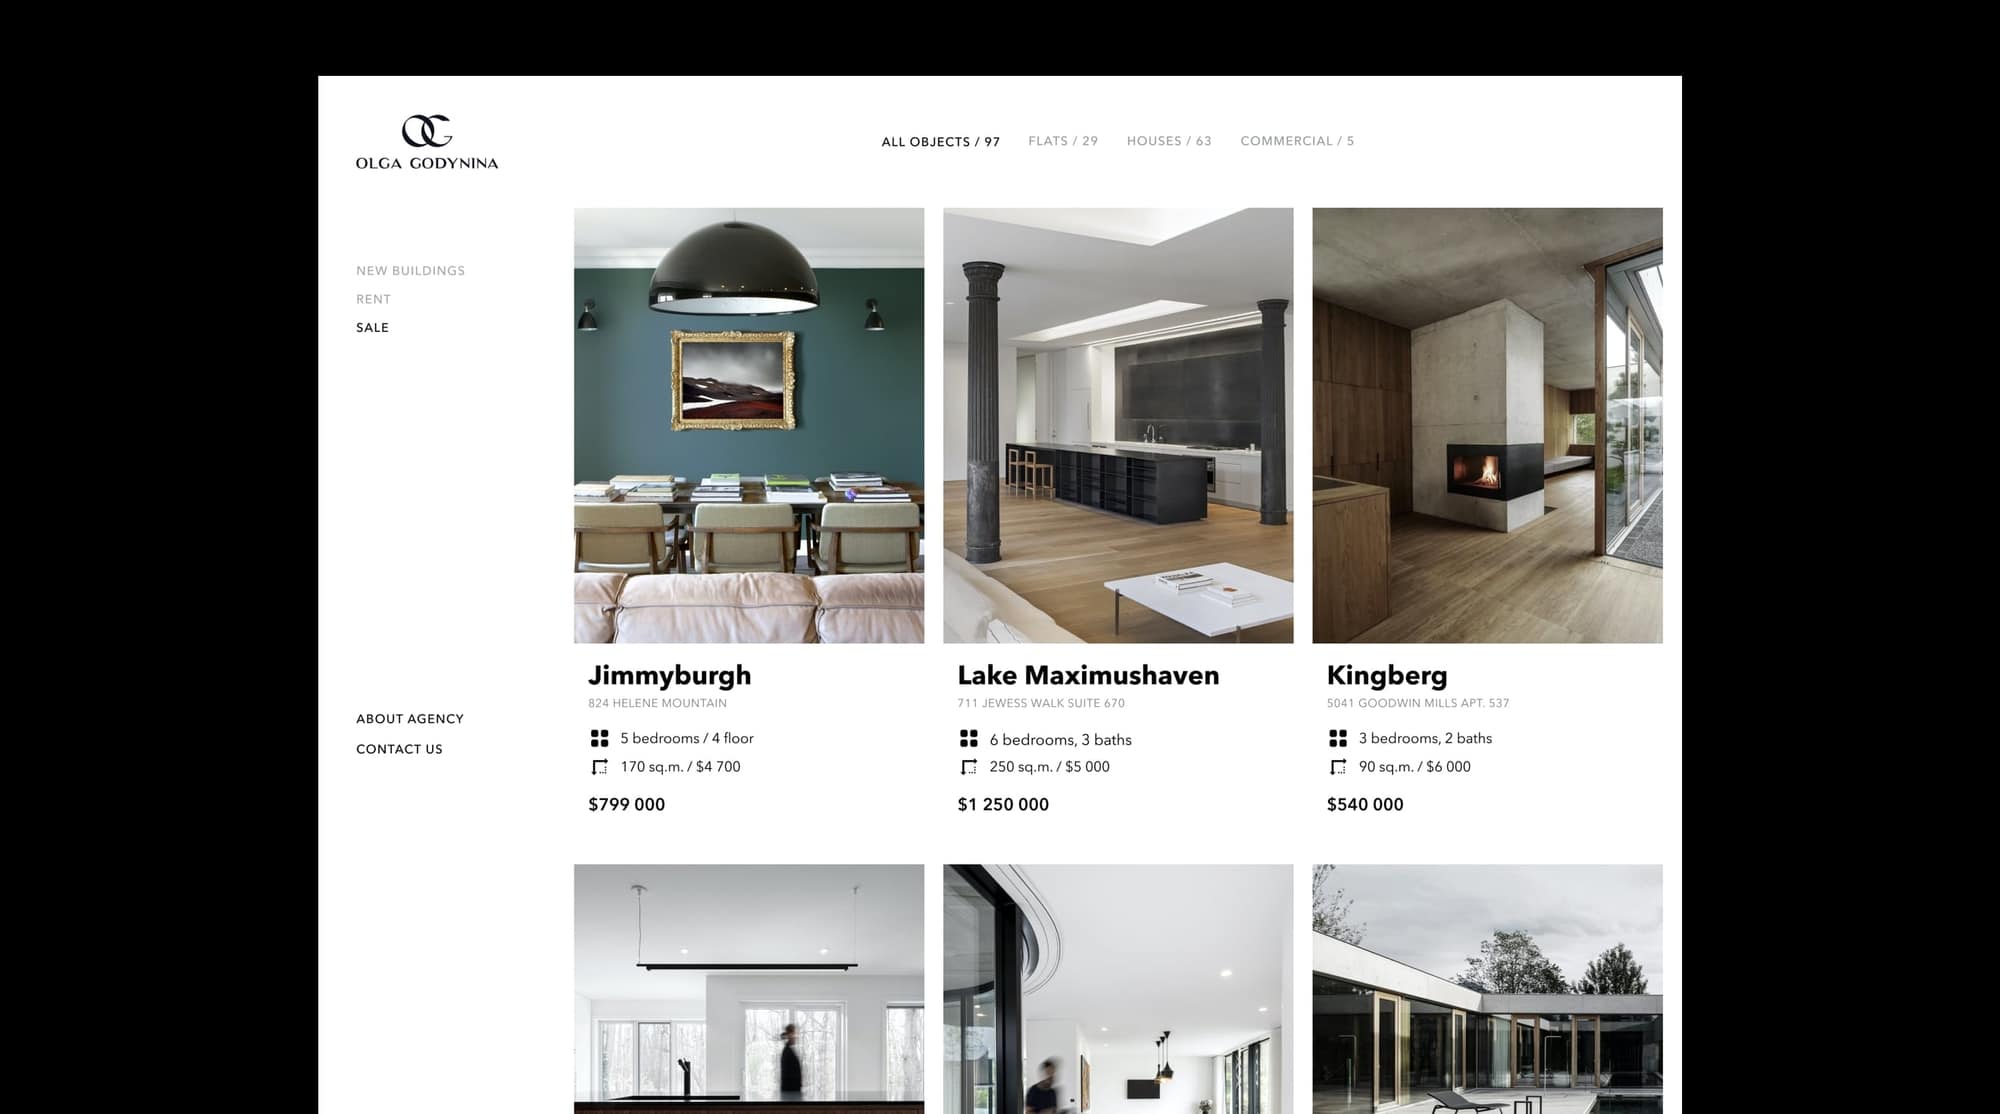 OG
OLGA GODYNINA
ALL OBJECTS / 97 FLATS / 29 HOUSES / 63 COMMERCIAL / 5
NEW BUILDINGS
RENT
SALE
ABOUT AGENCY
CONTACT US
Jimmyburgh
824 HELENE MOUNTAIN
5 bedrooms / 4 floor
170 sq.m. / $4 700
$799 000
Lake Maximushaven
711 JEWESS WALK SUITE 670
6 bedrooms, 3 baths
250 sq.m. / $5 000
$1 250 000
Kingberg
5041 GOODWIN MILLS APT. 537
3 bedrooms, 2 baths
90 sq.m. / $6 000
$540 000